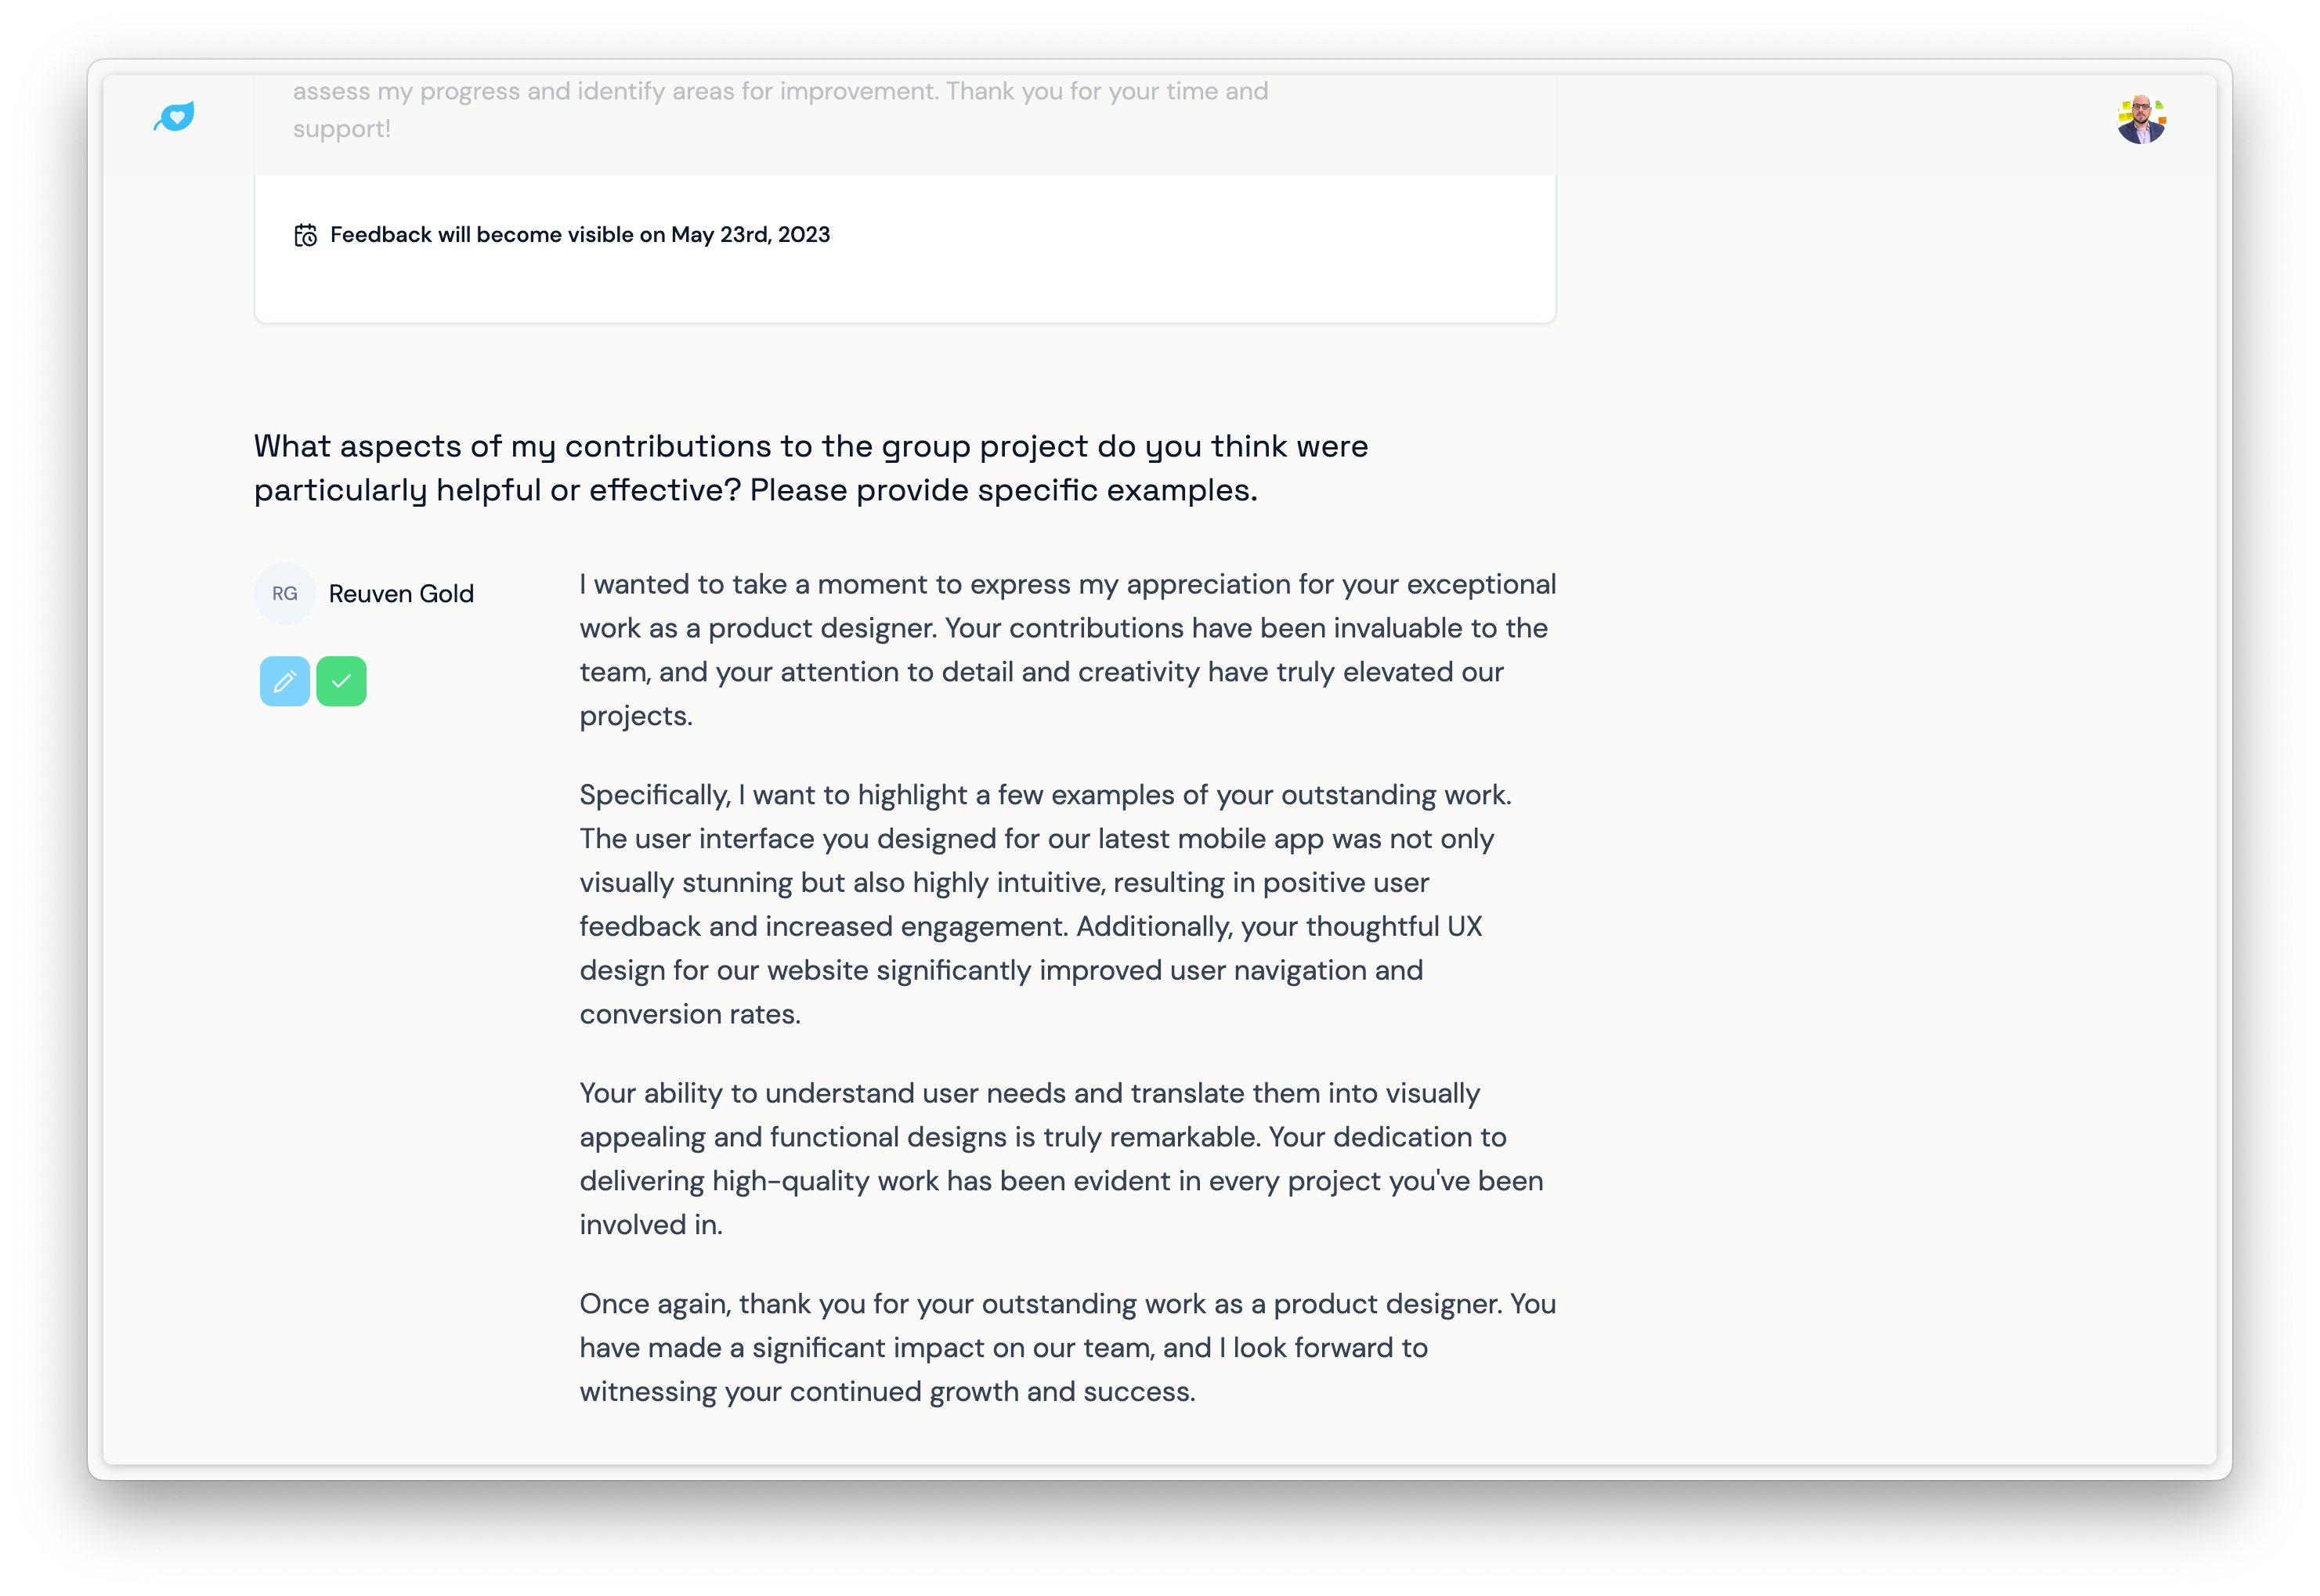 assess my progress and identify areas for improvement. Thank you for your time and
support!
Feedback will become visible on May 23rd, 2023
What aspects of my contributions to the group project do you think were
particularly helpful or effective? Please provide specific examples.
RG Reuven Gold
I wanted to take a moment to express my appreciation for your exceptional
work as a product designer. Your contributions have been invaluable to the
team, and your attention to detail and creativity have truly elevated our
projects.
Specifically, I want to highlight a few examples of your outstanding work.
The user interface you designed for our latest mobile app was not only
visually stunning but also highly intuitive, resulting in positive user
feedback and increased engagement. Additionally, your thoughtful UX
design for our website significantly improved user navigation and
conversion rates.
Your ability to understand user needs and translate them into visually
appealing and functional designs is truly remarkable. Your dedication to
delivering high-quality work has been evident in every project you've been
involved in.
Once again, thank you for your outstanding work as a product designer. You
have made a significant impact on our team, and I look forward to
witnessing your continued growth and success.